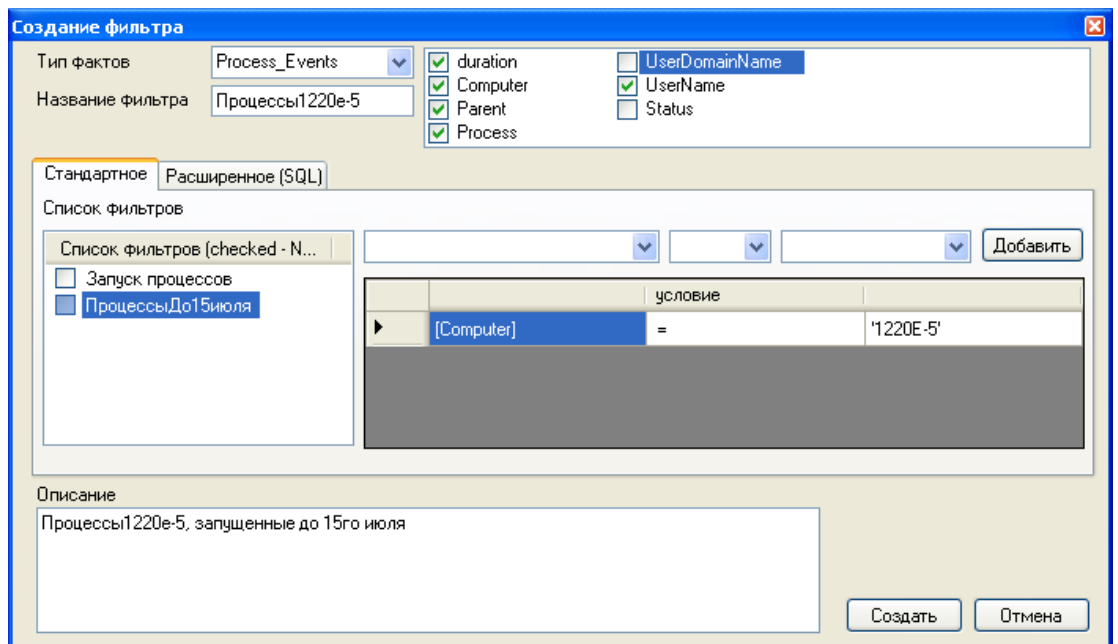 Создание фильтра
Тип фактов Process_Events duration UserDomainName
Computer UserName
Название фильтра Процессы1220е-5 Parent Status
Process
Стандартное Расширенное (SQL)
Список фильтров
Список фильтров (checked - N... Добавить
Запуск процессов
ПроцессыДо15июля
условие
[Computer] = '1220E-5'
Описание
Процессы1220е-5, запущенные до 15го июля
Создать Отмена